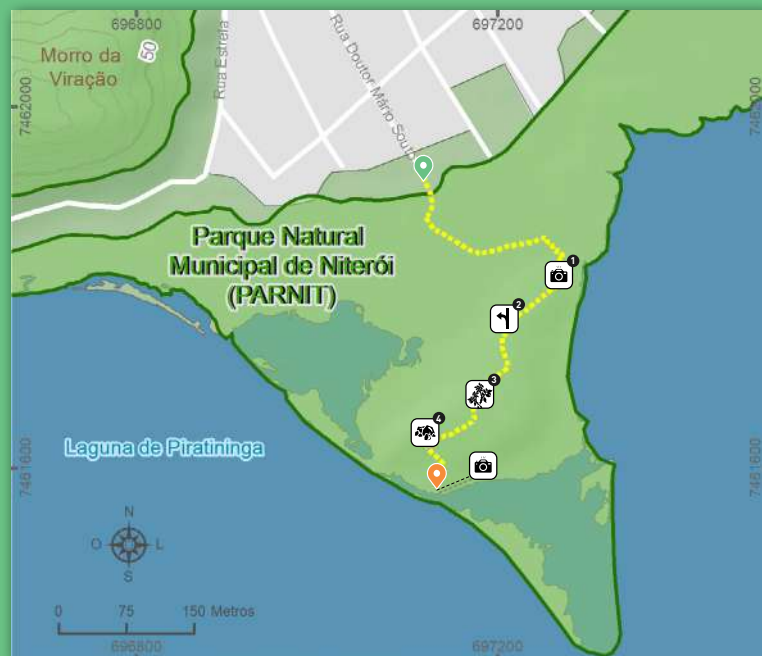 696800
697200
Morro da
Viração
50
Rua Estrela
Rua Doutor Mário Souto
7462000
7462000
Parque Natural
Municipal de Niterói
(PARNIT)
1
2
3
4
Laguna de Piratininga
7461600
7461600
N
O
L
S
0 75 150 Metros
696800
697200